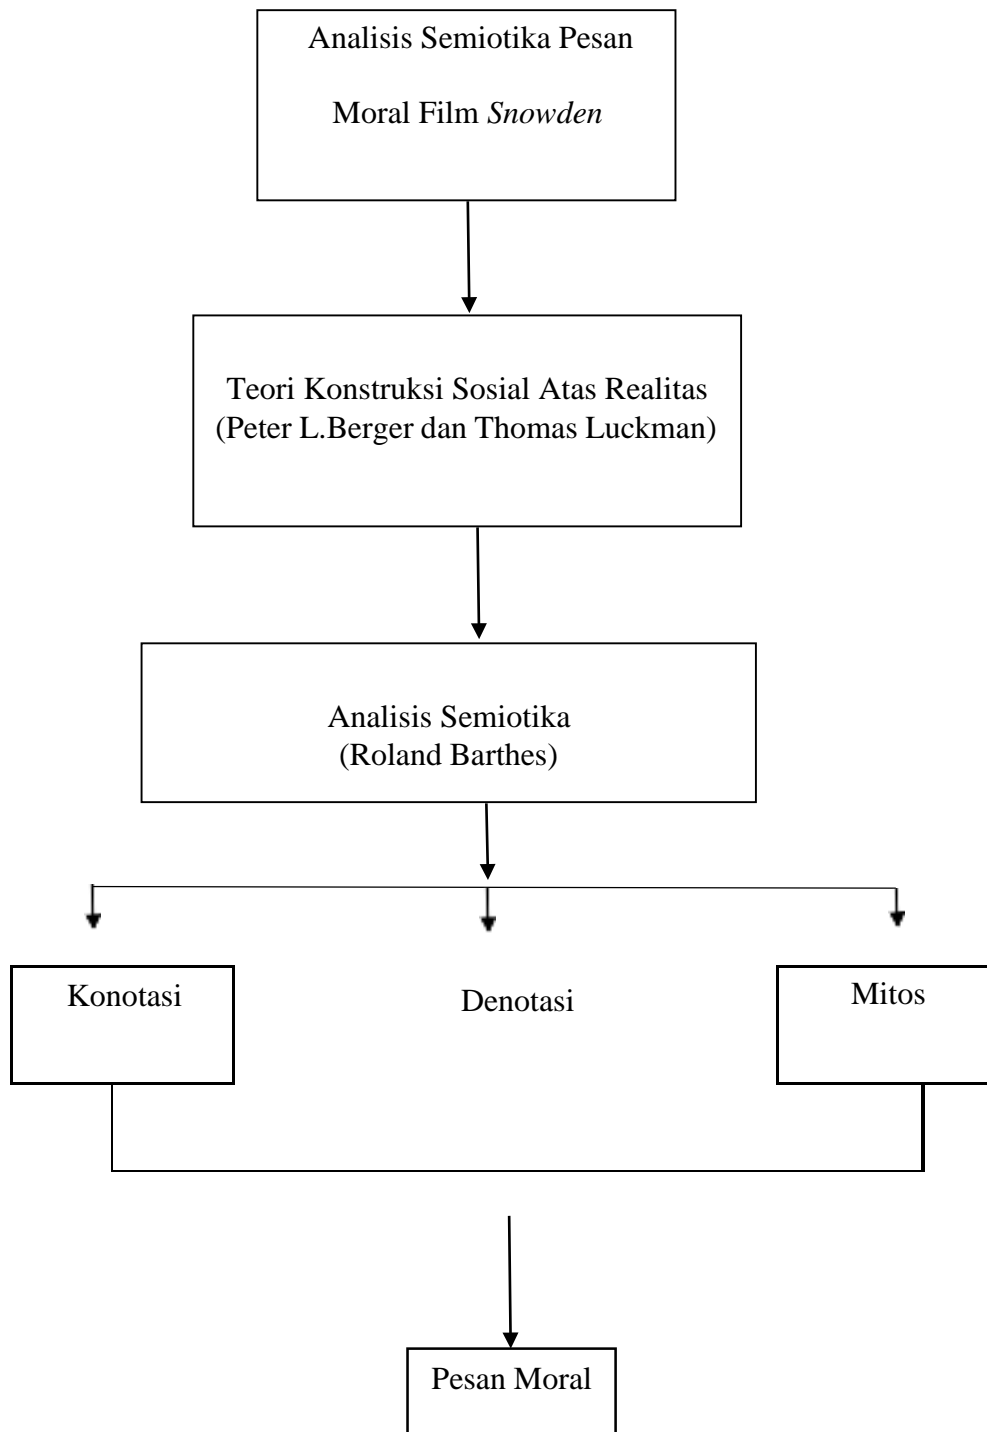 Analisis Semiotika Pesan
Moral Film Snowden
Teori Konstruksi Sosial Atas Realitas
(Peter L.Berger dan Thomas Luckman)
Analisis Semiotika
(Roland Barthes)
Konotasi
Denotasi
Mitos
Pesan Moral